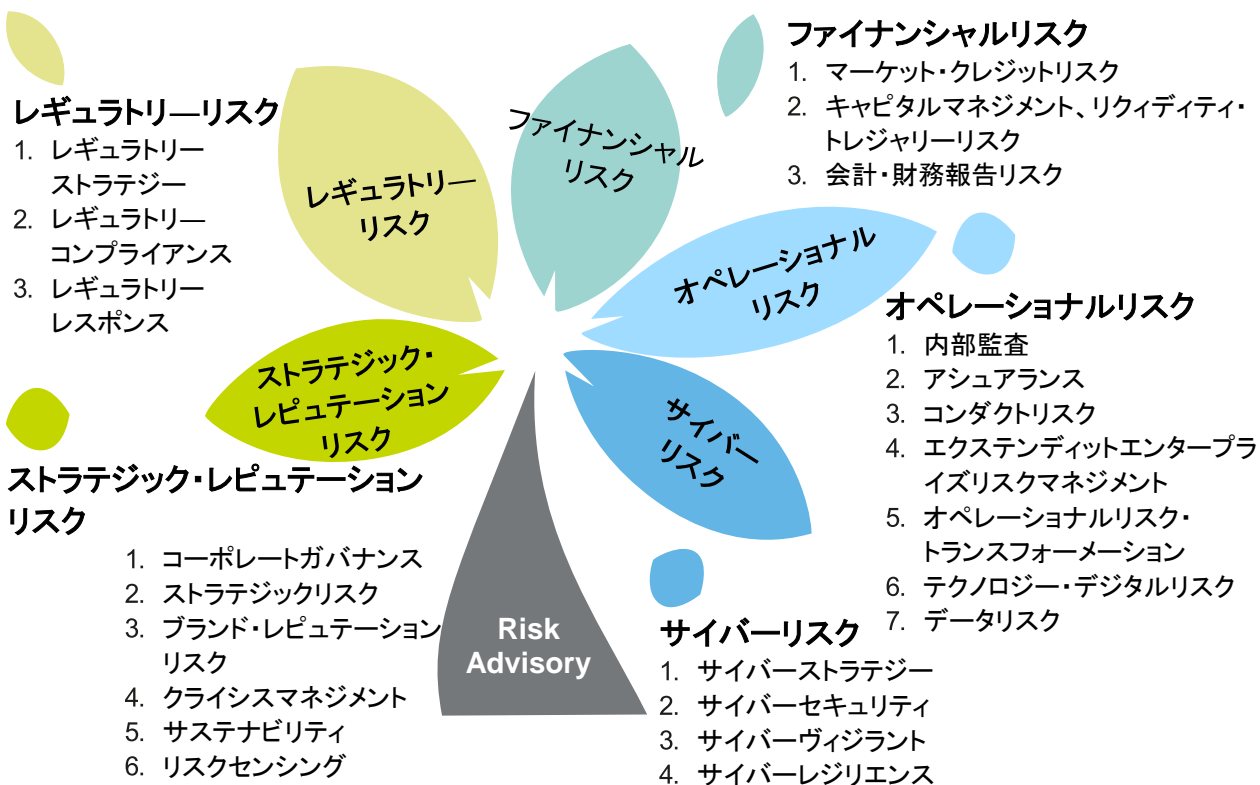 レギュラトリ―リスク
1. レギュラトリー
ストラテジー
2. レギュラトリ―
コンプライアンス
3. レギュラトリー
レスポンス
レギュラトリ―
リスク
ファイナンシャル
リスク
ファイナンシャルリスク
1. マーケット・クレジットリスク
2. キャピタルマネジメント、リクィディティ・
トレジャリーリスク
3. 会計・財務報告リスク
オペレーショナル
リスク
オペレーショナルリスク
1. 内部監査
2. アシュアランス
3. コンダクトリスク
4. エクステンディットエンタープラ
イズリスクマネジメント
5. オペレーショナルリスク・
トランスフォーメーション
6. テクノロジー・デジタルリスク
7. データリスク
ストラテジック・
レピュテーション
リスク
ストラテジック・レピュテーション
リスク
1. コーポレートガバナンス
2. ストラテジックリスク
3. ブランド・レピュテーション
リスク
4. クライシスマネジメント
5. サステナビリティ
6. リスクセンシング
Risk
Advisory
サイバー
リスク
サイバーリスク
1. サイバーストラテジー
2. サイバーセキュリティ
3. サイバーヴィジラント
4. サイバーレジリエンス